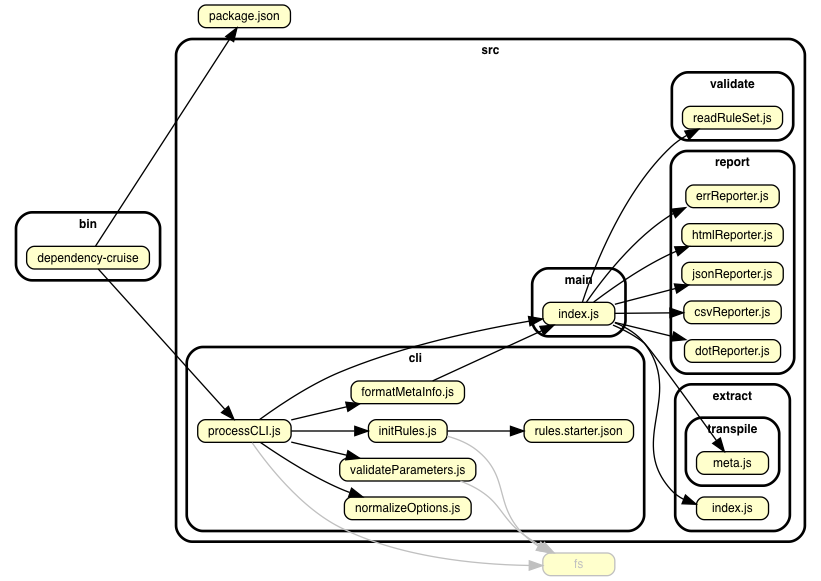 package.json
src
validate
readRuleSet.js
report
errReporter.js
bin
htmlReporter.js
dependency-cruise
jsonReporter.js
main
index.js
csvReporter.js
dotReporter.js
cli
formatMetaInfo.js
extract
processCLI.js
initRules.js
rules.starter.json
transpile
meta.js
validateParameters.js
normalizeOptions.js
index.js
fs